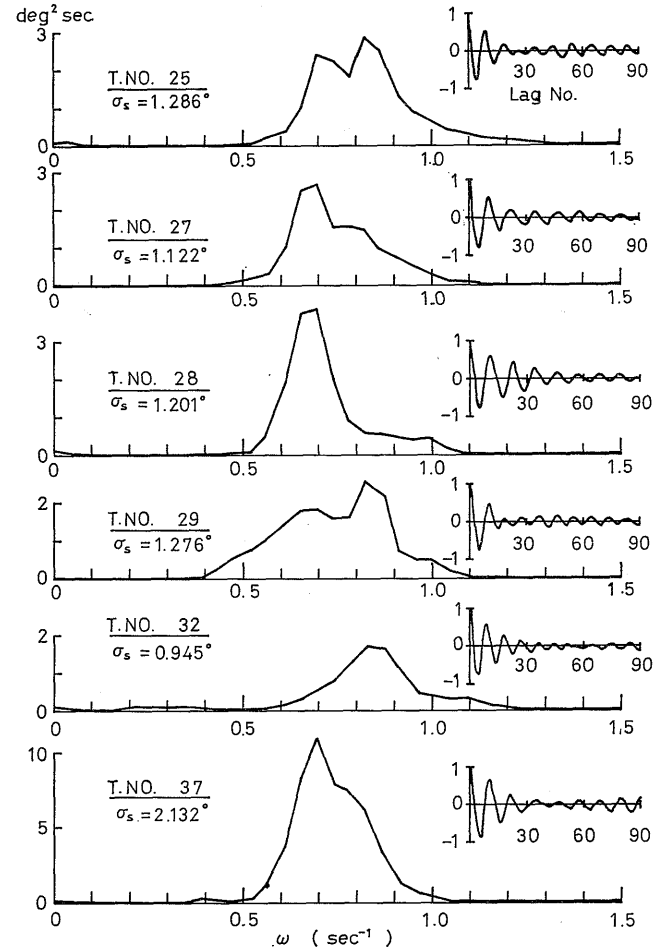 deg² sec
3
T.NO. 25
σs = 1.286°
0
0 0.5 1.0 1.5
1
0
-1
30 60 90
Lag No.
3
T.NO. 27
σs = 1.122°
0
0 0.5 1.0 1.5
1
0
-1
30 60 90
3
T.NO. 28
σs = 1.201°
0
0 0.5 1.0 1.5
1
0
-1
30 60 90
2
T.NO. 29
σs = 1.276°
0
0 0.5 1.0 1.5
1
0
-1
30 60 90
2
T.NO. 32
σs = 0.945°
0
0 0.5 1.0 1.5
1
0
-1
30 60 90
10
5
T.NO. 37
σs = 2.132°
0
0 0.5 1.0 1.5
1
0
-1
30 60 90
ω (sec⁻¹)